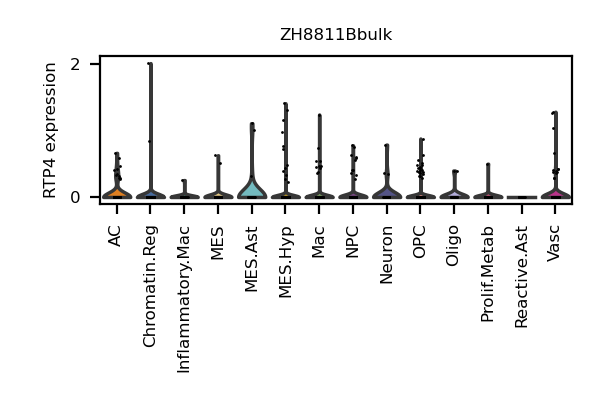 ZH8811Bbulk
RTP4 expression
2
0
AC
Chromatin.Reg
Inflammatory.Mac
MES
MES.Ast
MES.Hyp
Mac
NPC
Neuron
OPC
Oligo
Prolif.Metab
Reactive.Ast
Vasc